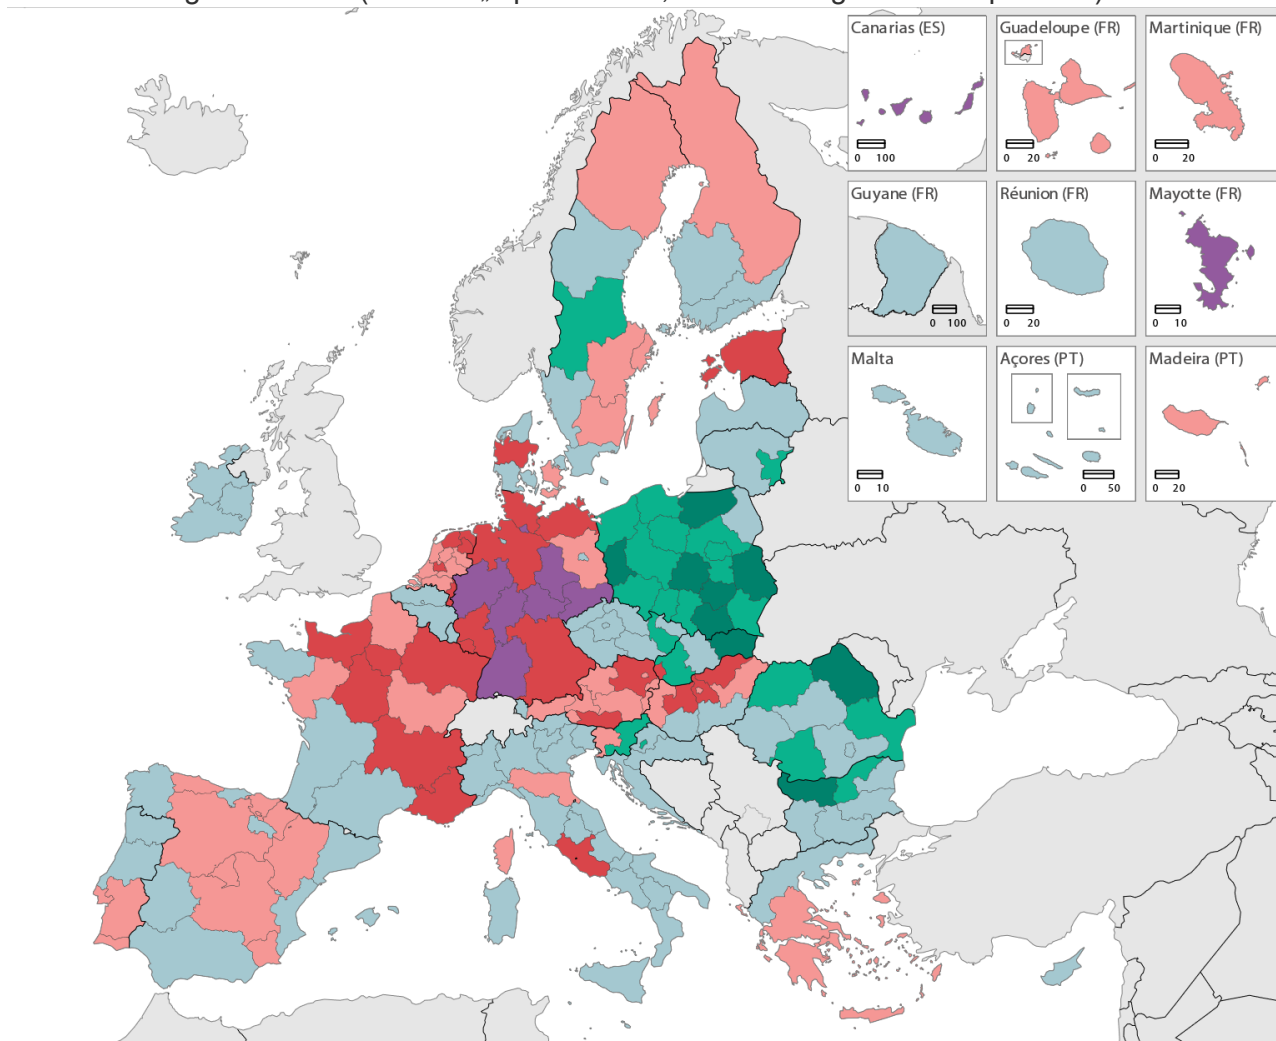 Canarias (ES)
0 100
Guadeloupe (FR)
0 20
Martinique (FR)
0 20
Guyane (FR)
0 100
Réunion (FR)
0 20
Mayotte (FR)
0 10
Malta
0 10
Açores (PT)
0 50
Madeira (PT)
0 20